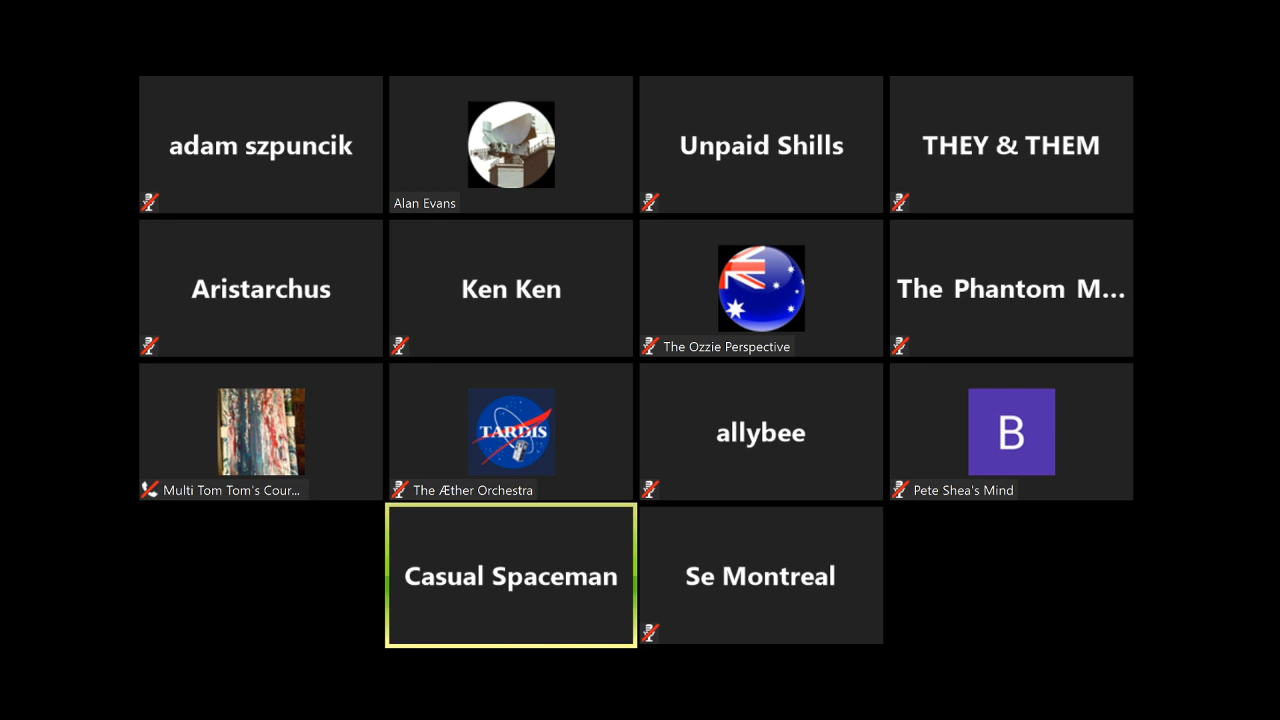 adam szpuncik
Alan Evans
Unpaid Shills
THEY & THEM
Aristarchus
Ken Ken
The Ozzie Perspective
The Phantom M...
Multi Tom Tom's Cour...
TARDIS
The Æther Orchestra
allybee
B
Pete Shea's Mind
Casual Spaceman
Se Montreal